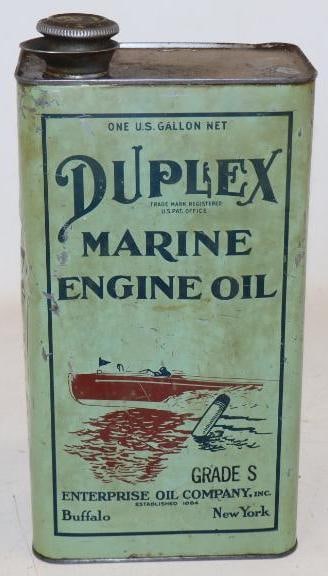 ONE U.S. GALLON NET
DUPLEX
TRADE MARK REGISTERED
U.S. PAT. OFFICE
MARINE
ENGINE OIL
GRADE S
ENTERPRISE OIL COMPANY, INC.
ESTABLISHED 1884
Buffalo New York